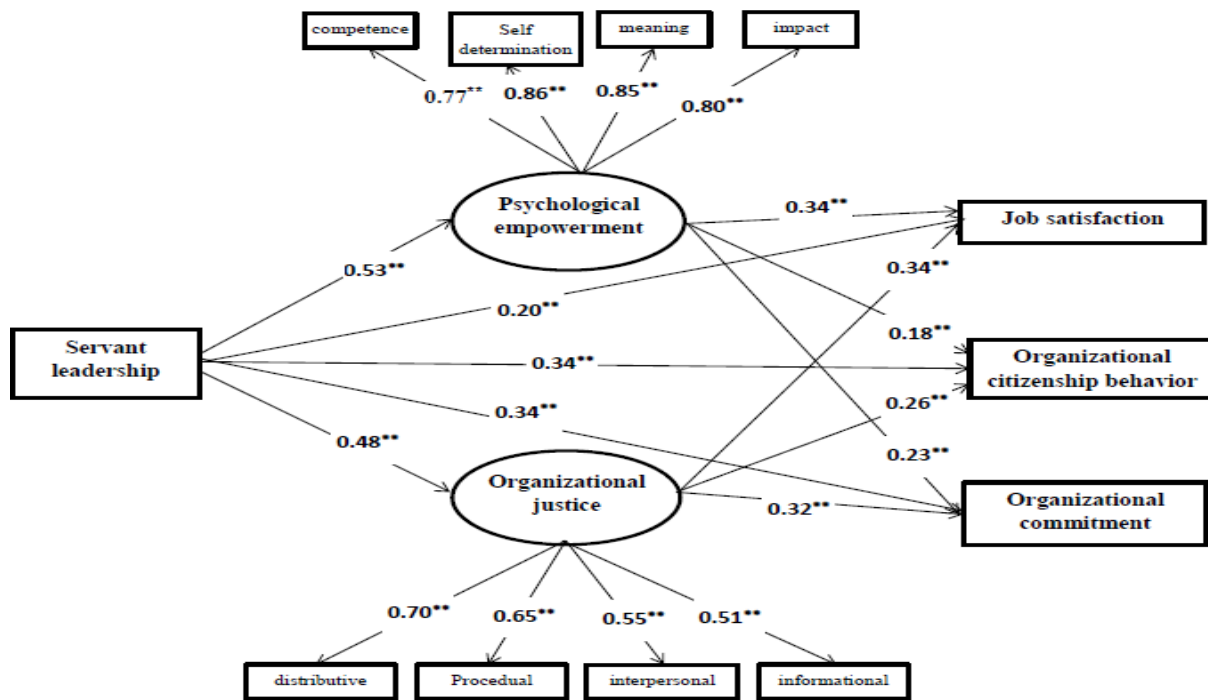 competence
Self
determination
meaning
impact
0.77**
0.86**
0.85**
0.80**
Psychological
empowerment
0.34**
Job satisfaction
0.53**
0.34**
0.20**
0.18**
Servant
leadership
0.34**
Organizational
citizenship behavior
0.34**
0.26**
0.48**
0.23**
Organizational
justice
0.32**
Organizational
commitment
0.70**
0.65**
0.55**
0.51**
distributive
Procedual
interpersonal
informational